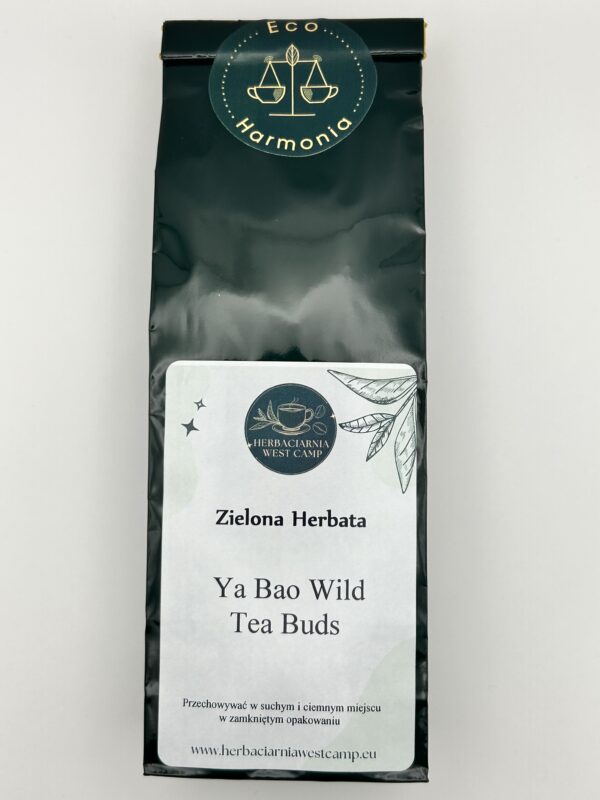 Eco
Harmonia
HERBACIARNIA
WEST CAMP
Zielona Herbata
Ya Bao Wild
Tea Buds
Przechowywać w suchym i ciemnym miejscu
w zamkniętym opakowaniu
www.herbaciarniawestcamp.eu